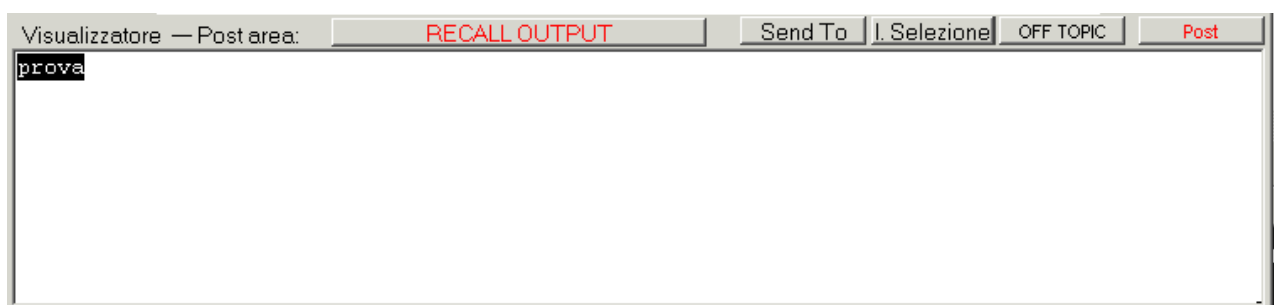 Visualizzatore — Post area: RECALL OUTPUT Send To I. Selezione OFF TOPIC Post
prova